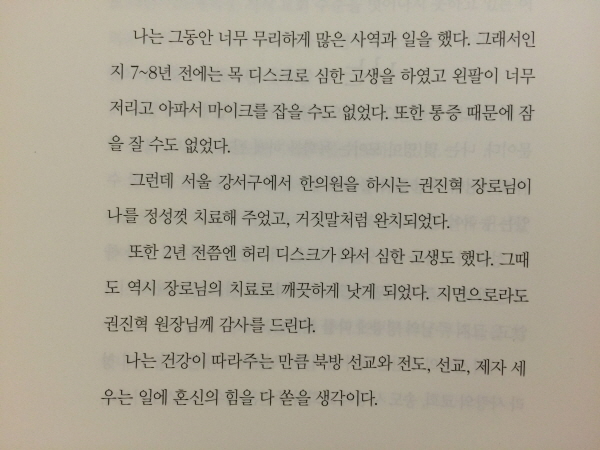 나는 그동안 너무 무리하게 많은 사역과 일을 했다. 그래서인
지 7~8년 전에는 목 디스크로 심한 고생을 하였고 왼팔이 너무
저리고 아파서 마이크를 잡을 수도 없었다. 또한 통증 때문에 잠
을 잘 수도 없었다.
그런데 서울 강서구에서 한의원을 하시는 권진혁 장로님이
나를 정성껏 치료해 주었고, 거짓말처럼 완치되었다.
또한 2년 전쯤엔 허리 디스크가 와서 심한 고생도 했다. 그때
도 역시 장로님의 치료로 깨끗하게 낫게 되었다. 지면으로라도
권진혁 원장님께 감사를 드린다.
나는 건강이 따라주는 만큼 북방 선교와 전도, 선교, 제자 세
우는 일에 혼신의 힘을 다 쏟을 생각이다.